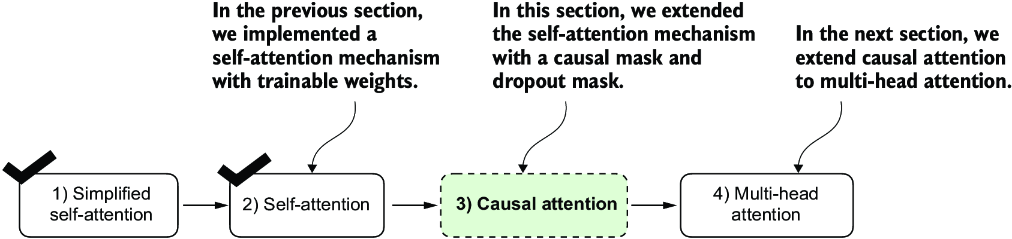 In the previous section,
we implemented a
self-attention mechanism
with trainable weights.
In this section, we extended
the self-attention mechanism
with a causal mask and
dropout mask.
In the next section, we
extend causal attention
to multi-head attention.
1) Simplified
self-attention
2) Self-attention
3) Causal attention
4) Multi-head
attention